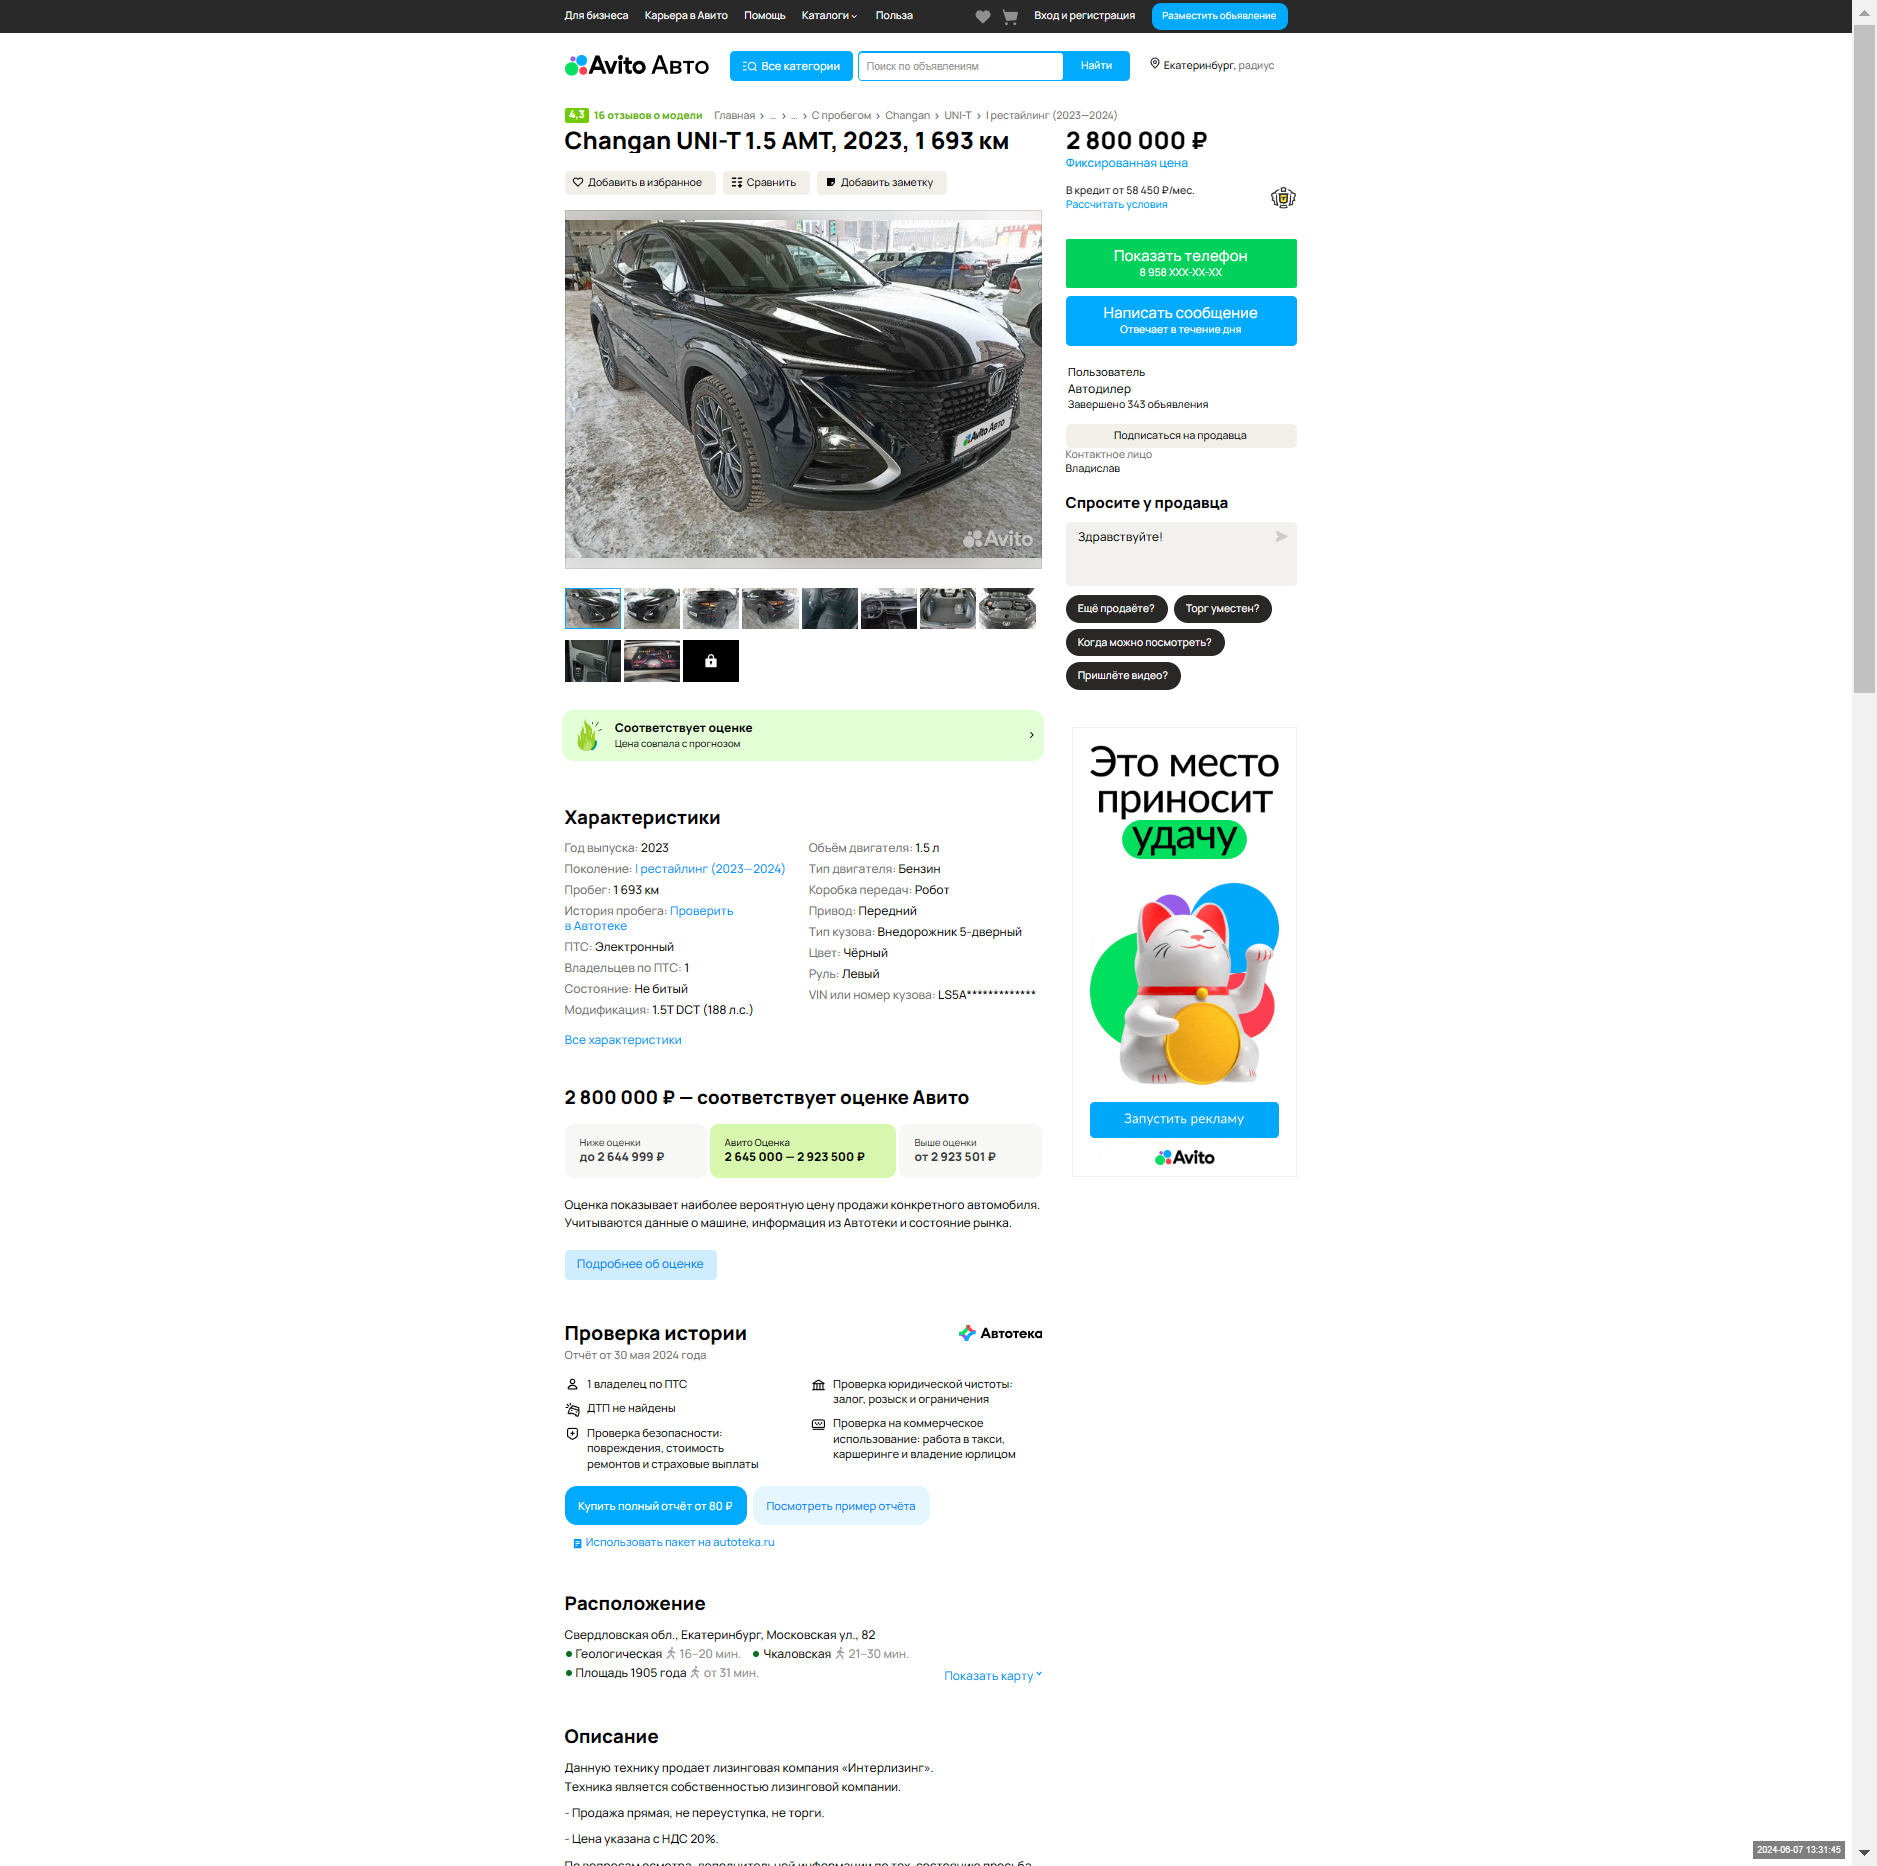 Для бизнеса Карьера в Авито Помощь Каталоги Польза Вход и регистрация Разместить объявление
Avito Авто Все категории Поиск по объявлениям Найти Екатеринбург, радиус
4,3 16 отзывов о модели Главная › ... › ... › С пробегом › Changan › UNI-T › I рестайлинг (2023—2024)
Changan UNI-T 1.5 AMT, 2023, 1 693 км
2 800 000 ₽
Фиксированная цена
Добавить в избранное Сравнить Добавить заметку
В кредит от 58 450 ₽/мес.
Рассчитать условия
Показать телефон
8 958 XXX-XX-XX
Написать сообщение
Отвечает в течение дня
Пользователь
Автодилер
Завершено 343 объявления
Подписаться на продавца
Контактное лицо
Владислав
Спросите у продавца
Здравствуйте!
Ещё продаёте? Торг уместен?
Когда можно посмотреть?
Пришлёте видео?
Avito Авто
Avito
Соответствует оценке
Цена совпала с прогнозом
Это место
приносит
удачу
Запустить рекламу
Avito
Характеристики
Год выпуска: 2023
Поколение: I рестайлинг (2023—2024)
Пробег: 1 693 км
История пробега: Проверить
в Автотеке
ПТС: Электронный
Владельцев по ПТС: 1
Состояние: Не битый
Модификация: 1.5T DCT (188 л.с.)
Объём двигателя: 1.5 л
Тип двигателя: Бензин
Коробка передач: Робот
Привод: Передний
Тип кузова: Внедорожник 5-дверный
Цвет: Чёрный
Руль: Левый
VIN или номер кузова: LS5A*************
Все характеристики
2 800 000 ₽ — соответствует оценке Авито
Ниже оценки
до 2 644 999 ₽
Авито Оценка
2 645 000 — 2 923 500 ₽
Выше оценки
от 2 923 501 ₽
Оценка показывает наиболее вероятную цену продажи конкретного автомобиля.
Учитываются данные о машине, информация из Автотеки и состояние рынка.
Подробнее об оценке
Проверка истории
Автотека
Отчёт от 30 мая 2024 года
1 владелец по ПТС
ДТП не найдены
Проверка безопасности:
повреждения, стоимость
ремонтов и страховые выплаты
Проверка юридической чистоты:
залог, розыск и ограничения
Проверка на коммерческое
использование: работа в такси,
каршеринге и владение юрлицом
Купить полный отчёт от 80 ₽ Посмотреть пример отчёта
Использовать пакет на autoteka.ru
Расположение
Свердловская обл., Екатеринбург, Московская ул., 82
Геологическая 16–20 мин. Чкаловская 21–30 мин.
Площадь 1905 года от 31 мин.
Показать карту
Описание
Данную технику продает лизинговая компания «Интерлизинг».
Техника является собственностью лизинговой компании.
- Продажа прямая, не переуступка, не торги.
- Цена указана с НДС 20%.
По вопросам осмотра, дополнительной информации по тех. состоянию просьба
2024-06-07 13:31:45